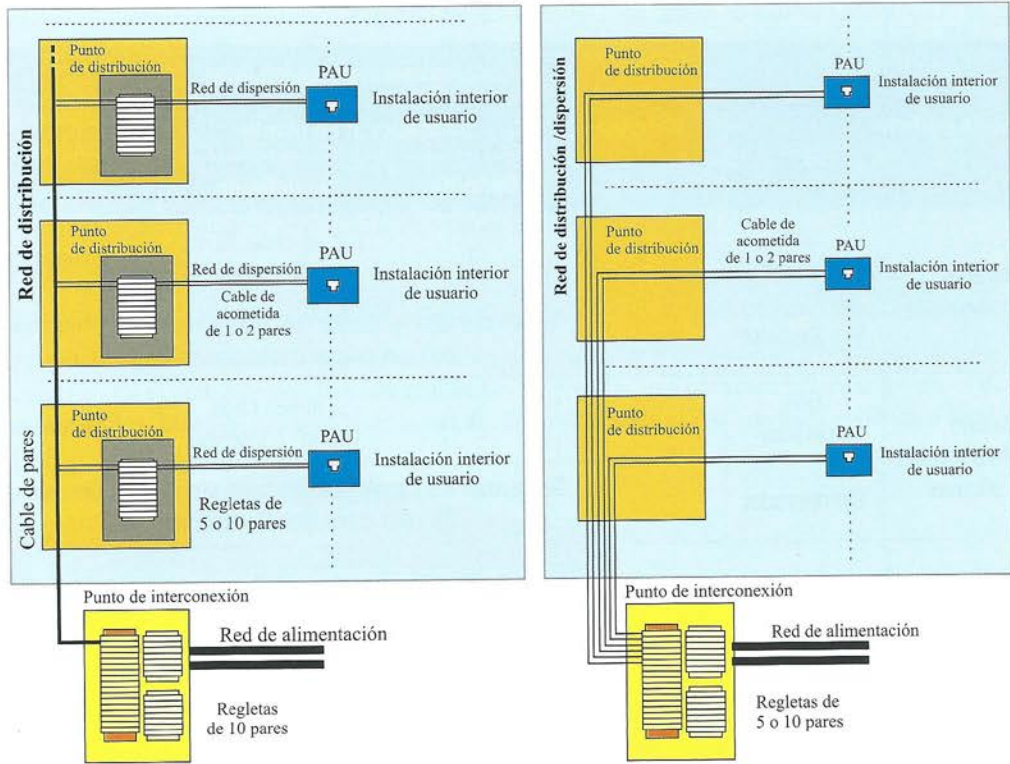 Red de distribución
Cable de pares
Punto
de distribución
Red de dispersión
PAU
Instalación interior
de usuario
Punto
de distribución
Red de dispersión
Cable de
acometida
de 1 o 2 pares
PAU
Instalación interior
de usuario
Punto
de distribución
Red de dispersión
PAU
Instalación interior
de usuario
Regletas de
5 o 10 pares
Punto de interconexión
Red de alimentación
Regletas
de 10 pares
Red de distribución /dispersión
Punto
de distribución
PAU
Instalación interior
de usuario
Punto
de distribución
Cable de
acometida
de 1 o 2 pares
PAU
Instalación interior
de usuario
Punto
de distribución
PAU
Instalación interior
de usuario
Punto de interconexión
Red de alimentación
Regletas de
5 o 10 pares